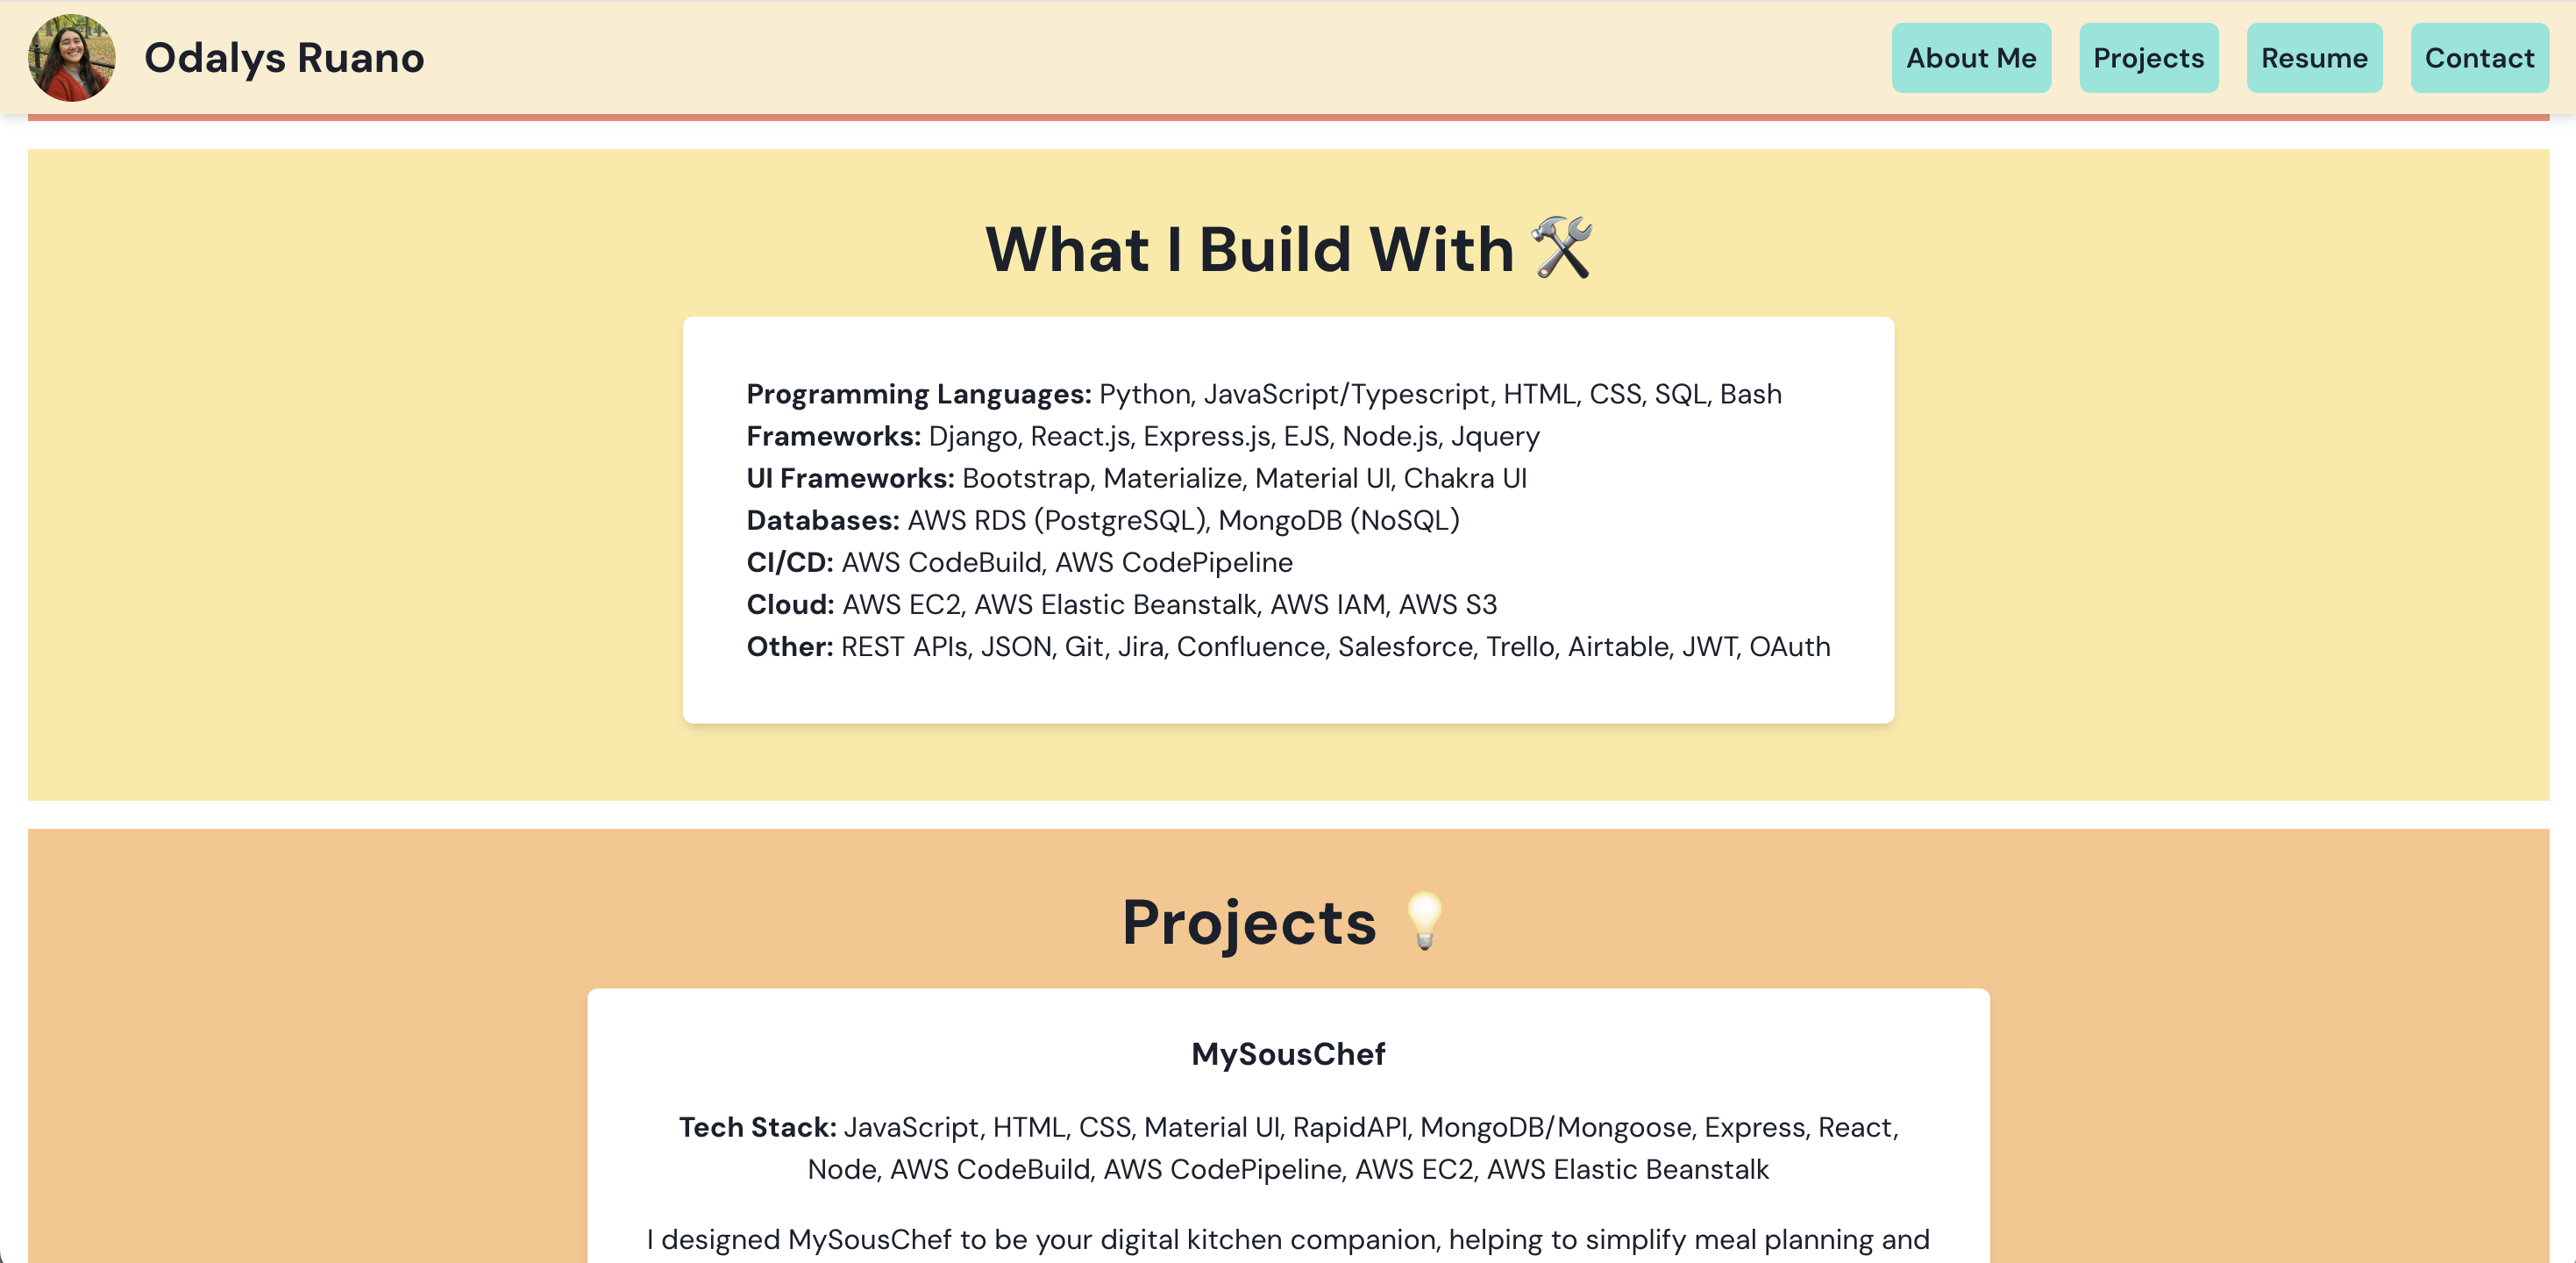 Odalys Ruano
About Me
Projects
Resume
Contact
What I Build With 🛠
Programming Languages: Python, JavaScript/Typescript, HTML, CSS, SQL, Bash
Frameworks: Django, React.js, Express.js, EJS, Node.js, Jquery
UI Frameworks: Bootstrap, Materialize, Material UI, Chakra UI
Databases: AWS RDS (PostgreSQL), MongoDB (NoSQL)
CI/CD: AWS CodeBuild, AWS CodePipeline
Cloud: AWS EC2, AWS Elastic Beanstalk, AWS IAM, AWS S3
Other: REST APIs, JSON, Git, Jira, Confluence, Salesforce, Trello, Airtable, JWT, OAuth
Projects 💡
MySousChef
Tech Stack: JavaScript, HTML, CSS, Material UI, RapidAPI, MongoDB/Mongoose, Express, React,
Node, AWS CodeBuild, AWS CodePipeline, AWS EC2, AWS Elastic Beanstalk
I designed MySousChef to be your digital kitchen companion, helping to simplify meal planning and